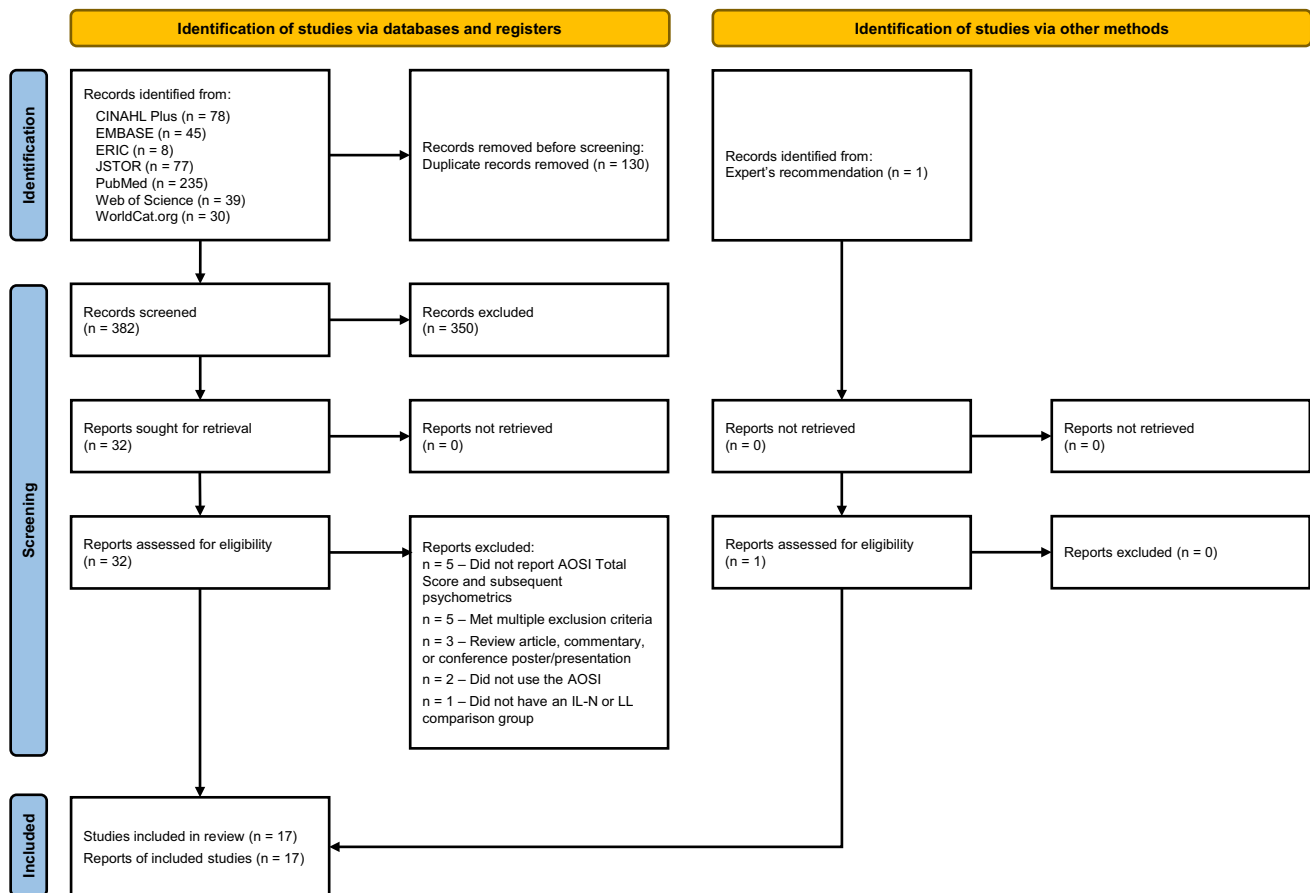 Identification of studies via databases and registers
Identification of studies via other methods
Identification
Records identified from:
CINAHL Plus (n = 78)
EMBASE (n = 45)
ERIC (n = 8)
JSTOR (n = 77)
PubMed (n = 235)
Web of Science (n = 39)
WorldCat.org (n = 30)
Records removed before screening:
Duplicate records removed (n = 130)
Records identified from:
Expert's recommendation (n = 1)
Screening
Records screened
(n = 382)
Records excluded
(n = 350)
Reports sought for retrieval
(n = 32)
Reports not retrieved
(n = 0)
Reports not retrieved
(n = 0)
Reports not retrieved
(n = 0)
Reports assessed for eligibility
(n = 32)
Reports excluded:
n = 5 – Did not report AOSI Total
Score and subsequent
psychometrics
n = 5 – Met multiple exclusion criteria
n = 3 – Review article, commentary,
or conference poster/presentation
n = 2 – Did not use the AOSI
n = 1 – Did not have an IL-N or LL
comparison group
Reports assessed for eligibility
(n = 1)
Reports excluded (n = 0)
Included
Studies included in review (n = 17)
Reports of included studies (n = 17)